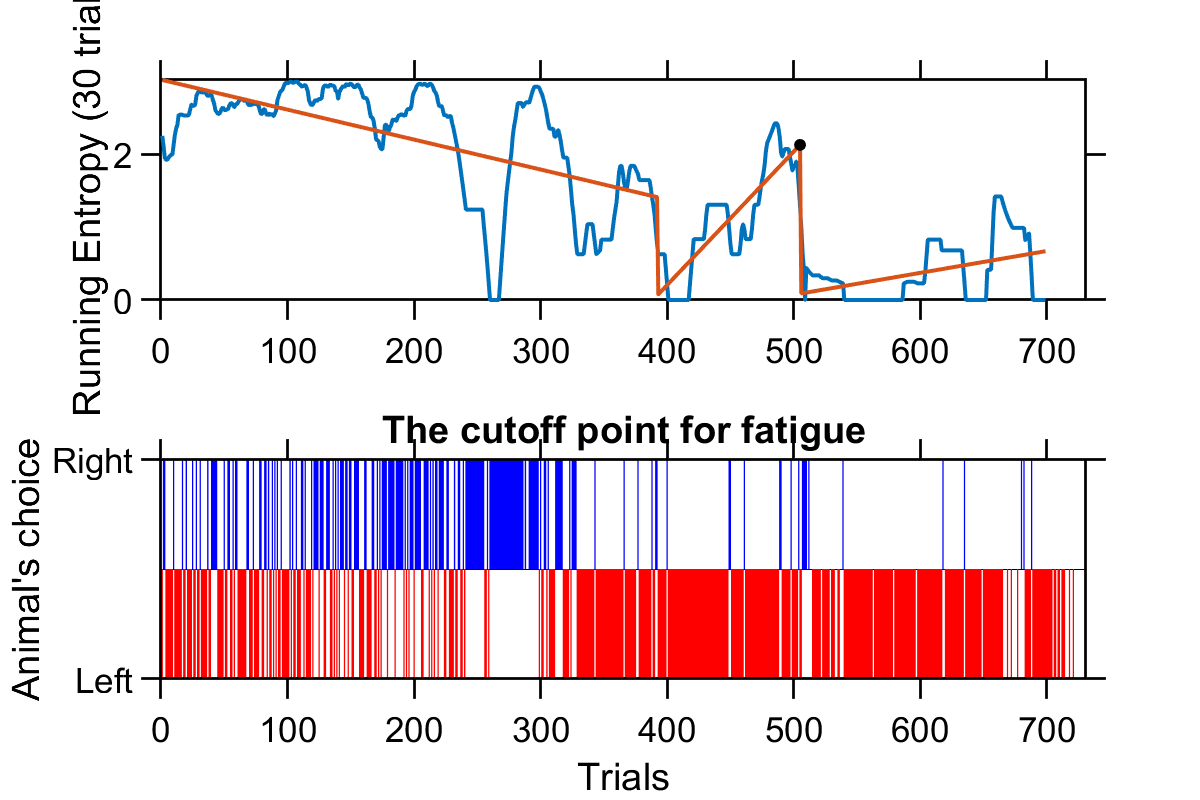 Running Entropy (30 trial
2
0
0 100 200 300 400 500 600 700
The cutoff point for fatigue
Animal's choice
Right
Left
0 100 200 300 400 500 600 700
Trials